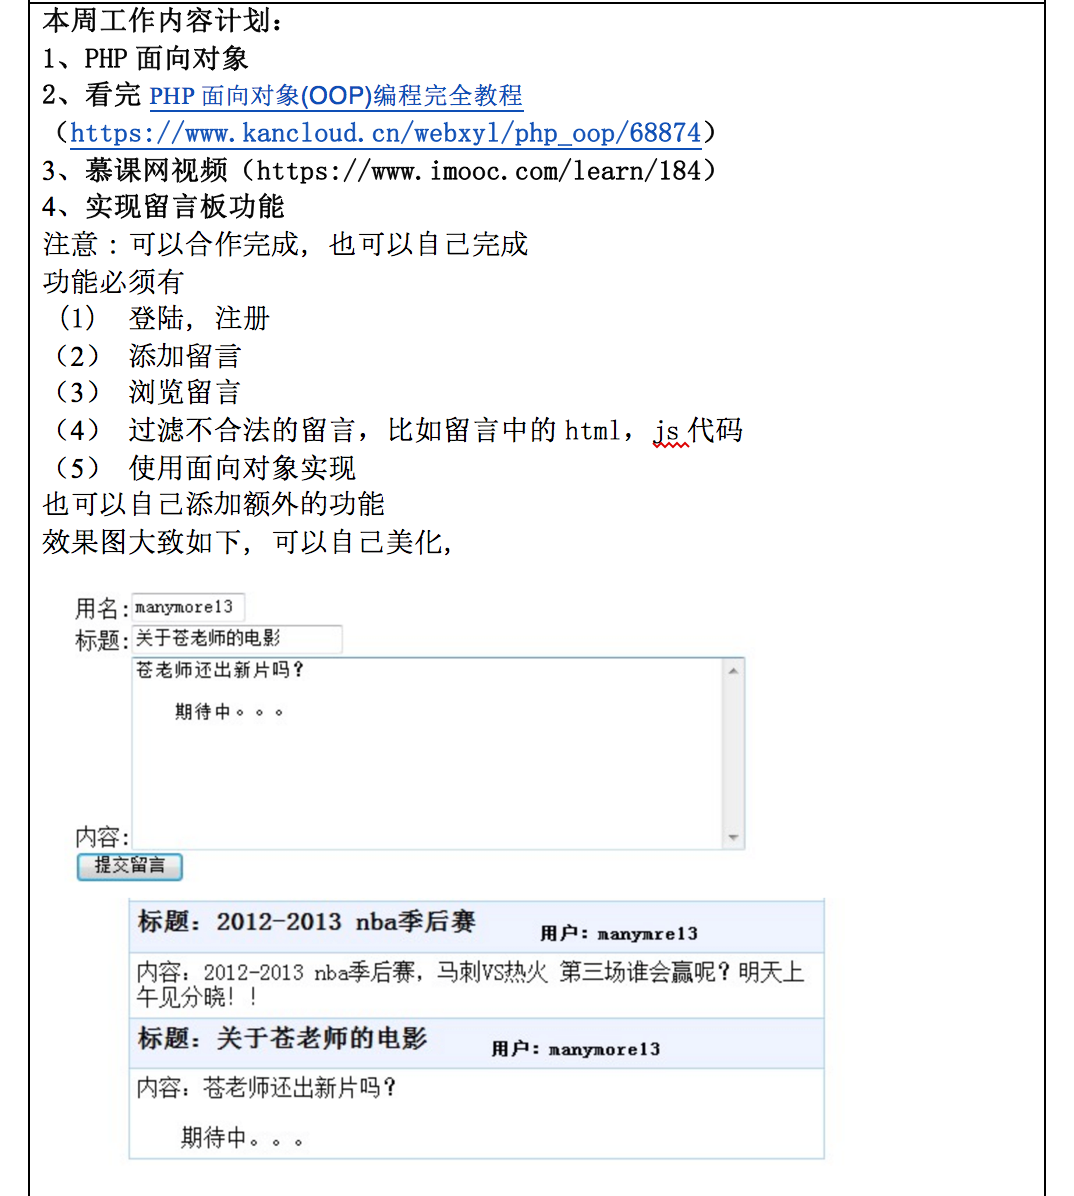 本周工作内容计划：
1、PHP 面向对象
2、看完 PHP 面向对象(OOP)编程完全教程
（https://www.kancloud.cn/webxyl/php_oop/68874）
3、慕课网视频（https://www.imooc.com/learn/184）
4、实现留言板功能
注意：可以合作完成，也可以自己完成
功能必须有
（1） 登陆，注册
（2） 添加留言
（3） 浏览留言
（4） 过滤不合法的留言，比如留言中的 html，js 代码
（5） 使用面向对象实现
也可以自己添加额外的功能
效果图大致如下，可以自己美化，
用名：manymore13
标题：关于苍老师的电影
苍老师还出新片吗？
期待中。。。
内容：
提交留言
标题：2012-2013 nba季后赛 用户：manymre13
内容：2012-2013 nba季后赛，马刺VS热火 第三场谁会赢呢？明天上
午见分晓！！
标题：关于苍老师的电影 用户：manymore13
内容：苍老师还出新片吗？
期待中。。。